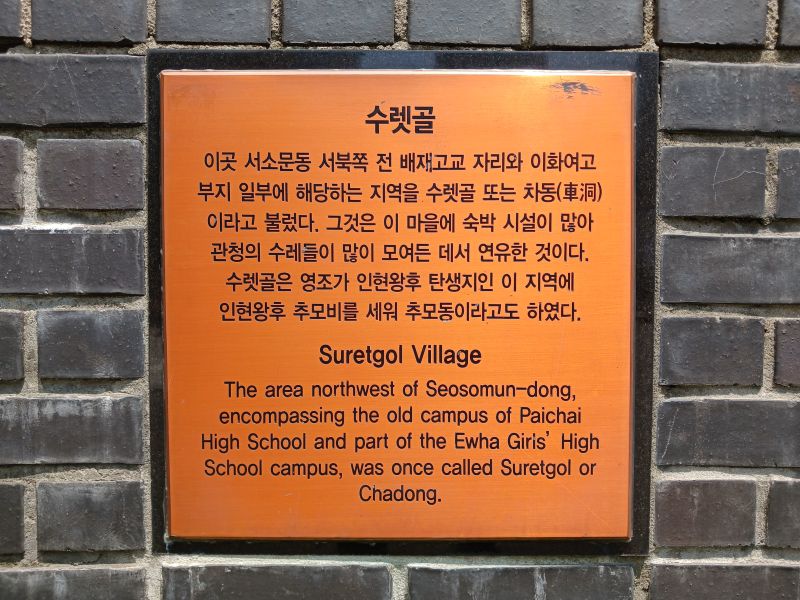 수렛골
이곳 서소문동 서북쪽 전 배재고교 자리와 이화여고
부지 일부에 해당하는 지역을 수렛골 또는 차동(車洞)
이라고 불렀다. 그것은 이 마을에 숙박 시설이 많아
관청의 수레들이 많이 모여든 데서 연유한 것이다.
수렛골은 영조가 인현왕후 탄생지인 이 지역에
인현왕후 추모비를 세워 추모동이라고도 하였다.
Suretgol Village
The area northwest of Seosomun-dong,
encompassing the old campus of Paichai
High School and part of the Ewha Giris' High
School campus, was once called Suretgol or
Chadong.